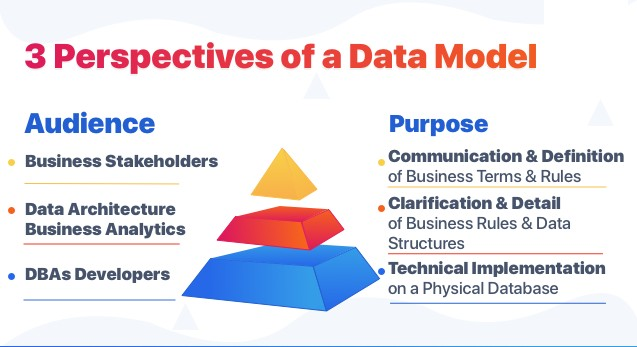 3 Perspectives of a Data Model
Audience
Business Stakeholders
Data Architecture
Business Analytics
DBAs Developers
Purpose
Communication & Definition
of Business Terms & Rules
Clarification & Detail
of Business Rules & Data
Structures
Technical Implementation
on a Physical Database